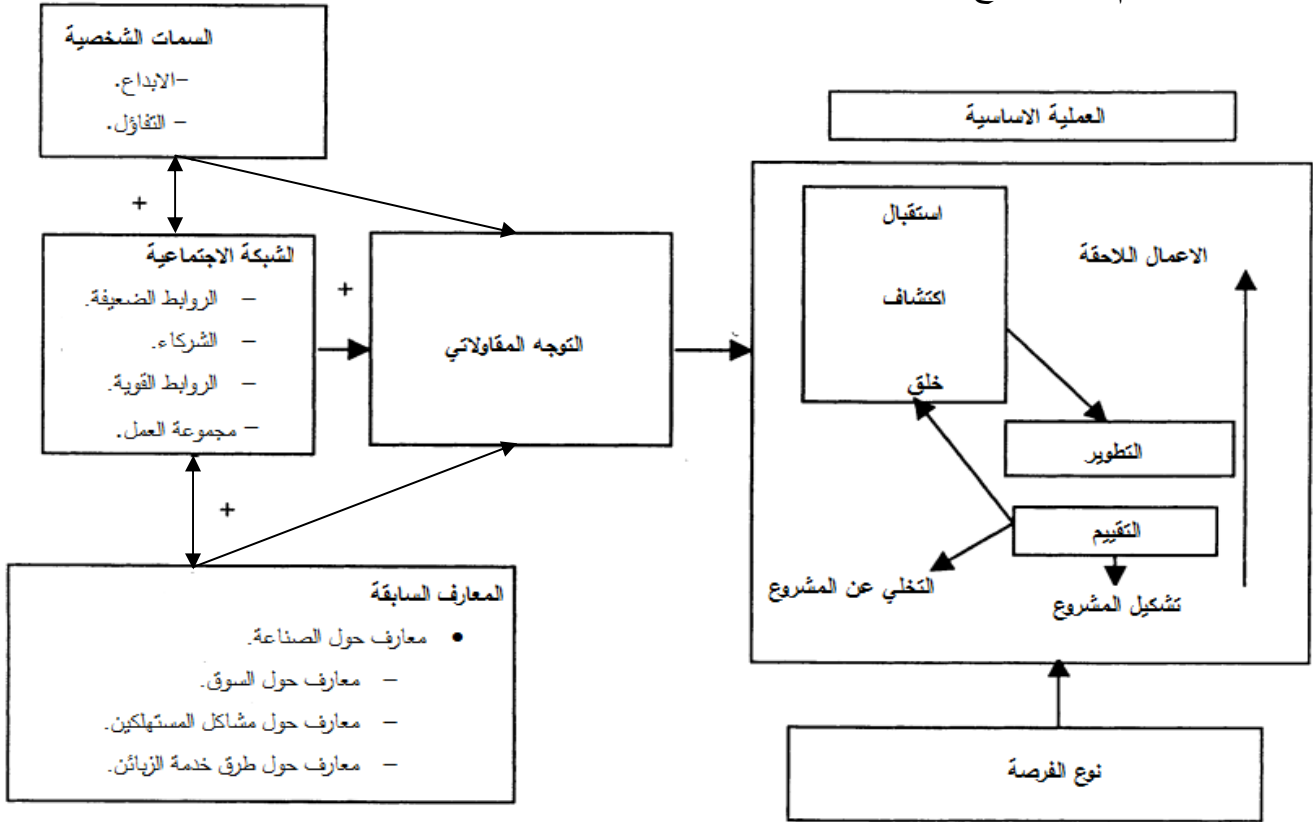 السمات الشخصية
-الابداع.
- التفاؤل.
العملية الاساسية
+
الشبكة الاجتماعية
- الروابط الضعيفة.
- الشركاء.
- الروابط القوية.
- مجموعة العمل.
+
التوجه المقاولاتي
استقبال
اكتشاف
خلق
الاعمال اللاحقة
التطوير
التقييم
التخلي عن المشروع
تشكيل المشروع
+
المعارف السابقة
• معارف حول الصناعة.
- معارف حول السوق.
- معارف حول مشاكل المستهلكين.
- معارف حول طرق خدمة الزبائن.
نوع الفرصة